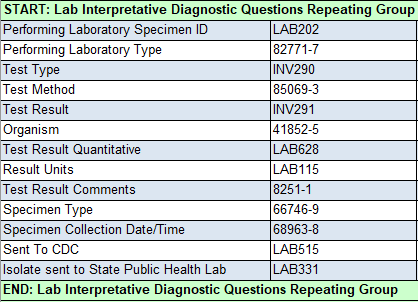 START: Lab Interpretative Diagnostic Questions Repeating Group
Performing Laboratory Specimen ID LAB202
Performing Laboratory Type 82771-7
Test Type INV290
Test Method 85069-3
Test Result INV291
Organism 41852-5
Test Result Quantitative LAB628
Result Units LAB115
Test Result Comments 8251-1
Specimen Type 66746-9
Specimen Collection Date/Time 68963-8
Sent To CDC LAB515
Isolate sent to State Public Health Lab LAB331
END: Lab Interpretative Diagnostic Questions Repeating Group